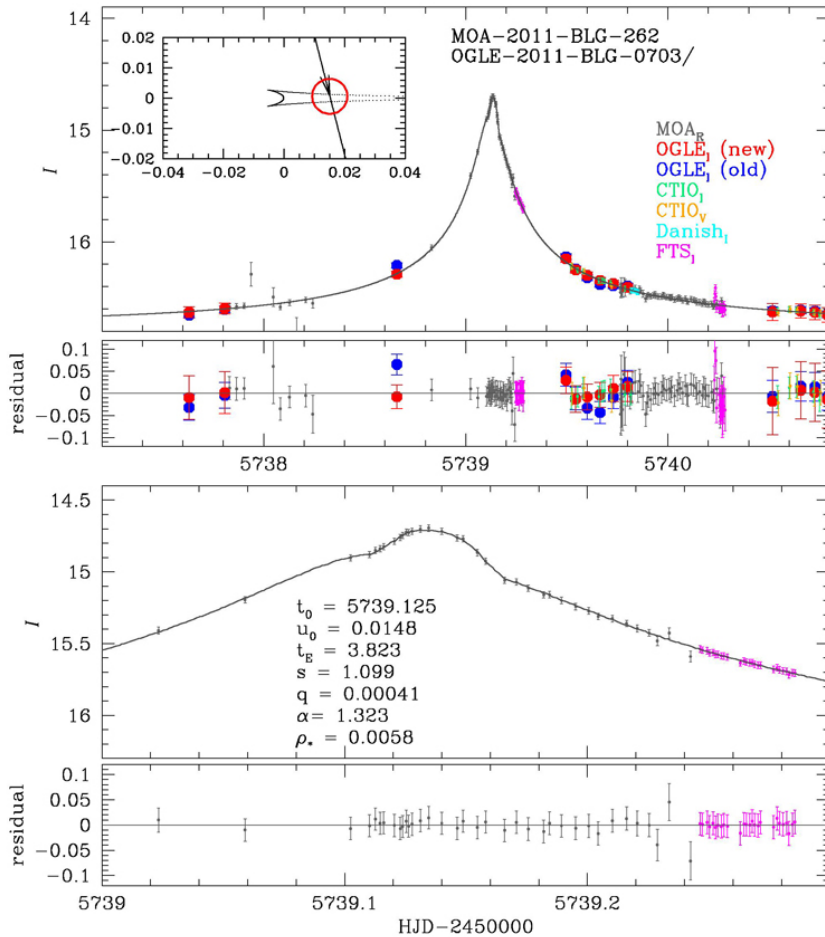 14
15
16
I
0.02
0.01
0
-0.01
-0.02
-0.04
-0.02
0
0.02
0.04
MOA-2011-BLG-262
OGLE-2011-BLG-0703/
MOA_R
OGLE_I (new)
OGLE_I (old)
CTIO_I
CTIO_V
Danish_I
FTS_I
residual
0.1
0.05
0
-0.05
-0.1
5738
5739
5740
14.5
15
15.5
16
I
t_0 = 5739.125
u_0 = 0.0148
t_E = 3.823
s = 1.099
q = 0.00041
α= 1.323
ρ_* = 0.0058
residual
0.1
0.05
0
-0.05
-0.1
5739
5739.1
5739.2
HJD-2450000